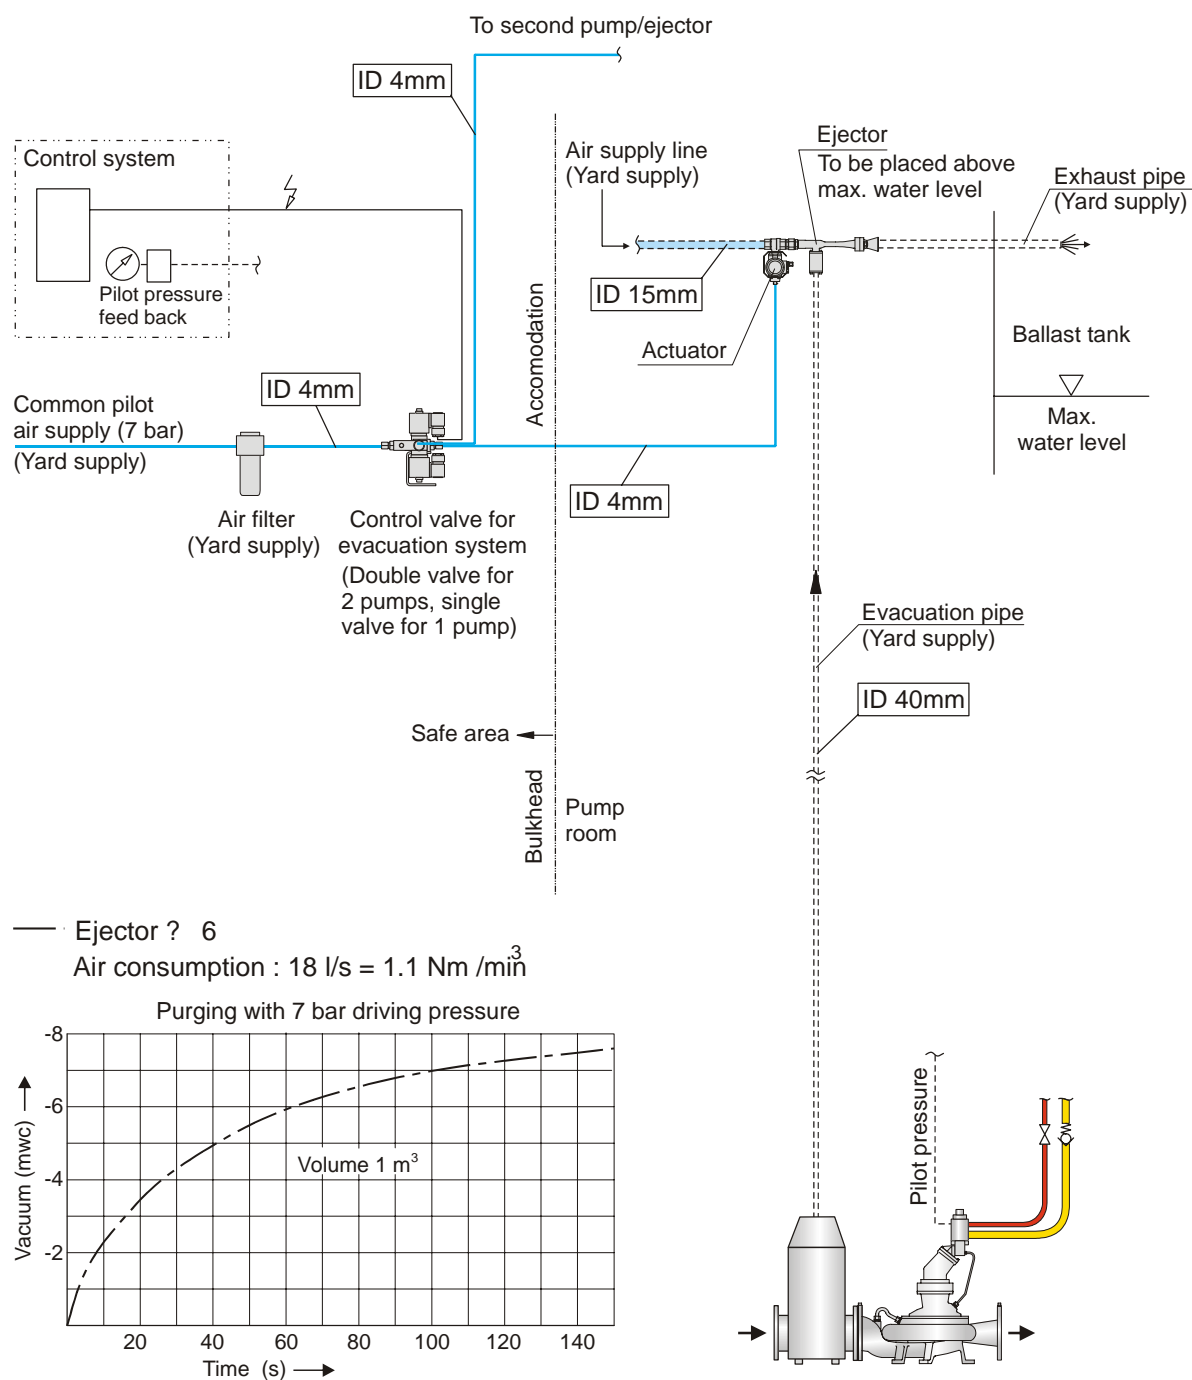 To second pump/ejector
ID 4mm
Control system
Pilot pressure
feed back
Air supply line
(Yard supply)
Ejector
To be placed above
max. water level
Exhaust pipe
(Yard supply)
ID 15mm
Actuator
Accomodation
Ballast tank
Max.
water level
Common pilot
air supply (7 bar)
(Yard supply)
ID 4mm
ID 4mm
Air filter
(Yard supply)
Control valve for
evacuation system
(Double valve for
2 pumps, single
valve for 1 pump)
Evacuation pipe
(Yard supply)
ID 40mm
Safe area
Bulkhead
Pump
room
Ejector ? 6
Air consumption : 18 l/s = 1.1 Nm /min3
Purging with 7 bar driving pressure
-8
-6
-4
-2
Vacuum (mwc)
Volume 1 m³
20 40 60 80 100 120 140
Time (s)
Pilot pressure